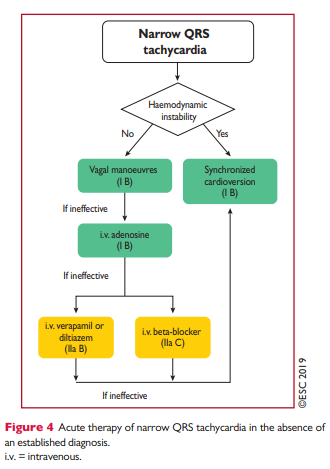 Narrow QRS
tachycardia
Haemodynamic
instability
No
Yes
Vagal manoeuvres
(I B)
Synchronized
cardioversion
(I B)
If ineffective
i.v. adenosine
(I B)
If ineffective
i.v. verapamil or
diltiazem
(IIa B)
i.v. beta-blocker
(IIa C)
If ineffective
©ESC 2019
Figure 4 Acute therapy of narrow QRS tachycardia in the absence of
an established diagnosis.
i.v. = intravenous.